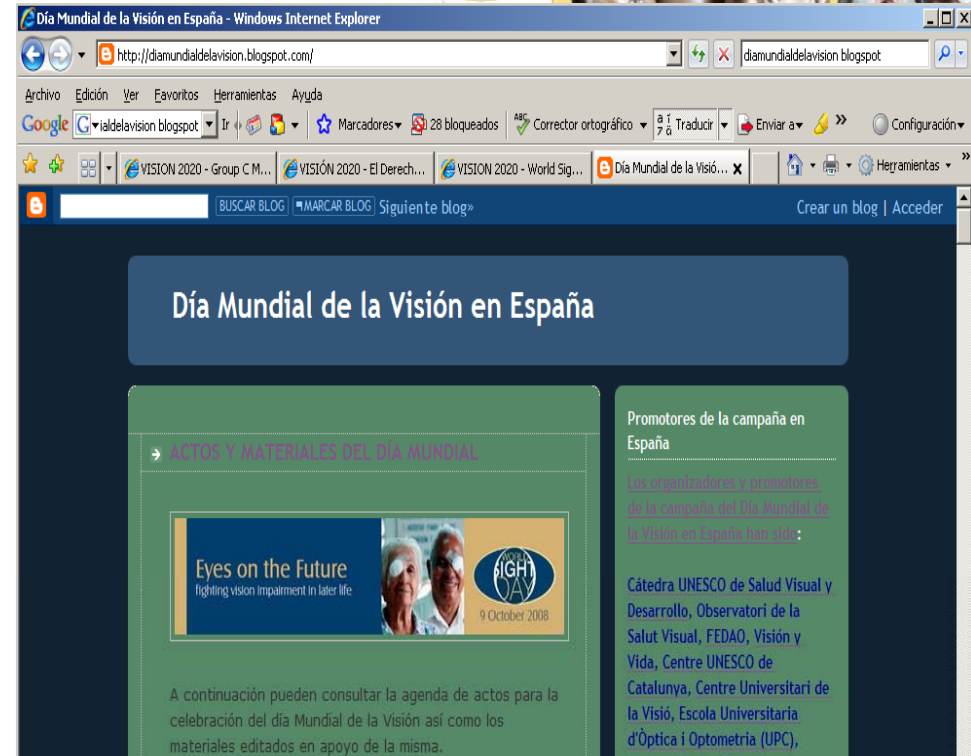 Día Mundial de la Visión en España - Windows Internet Explorer
http://diamundialdelavision.blogspot.com/
diamundialdelavision blogspot
Archivo Edición Ver Favoritos Herramientas Ayuda
Google G ialdelavision blogspot Ir Marcadores 28 bloqueados Corrector ortográfico Traducir Enviar a » Configuración
VISION 2020 - Group C M... VISIÓN 2020 - El Derech... VISION 2020 - World Sig... Día Mundial de la Visió... X Herramientas »
BUSCAR BLOG MARCAR BLOG Siguiente blog» Crear un blog | Acceder
Día Mundial de la Visión en España
ACTOS Y MATERIALES DEL DÍA MUNDIAL
Eyes on the Future
fighting vision impairment in later life
WORLD
SIGHT
DAY
9 October 2008
A continuación pueden consultar la agenda de actos para la
celebración del día Mundial de la Visión así como los
materiales editados en apoyo de la misma.
Promotores de la campaña en
España
Los organizadores y promotores
de la campaña del Día Mundial de
la Visión en España han sido:
Cátedra UNESCO de Salud Visual y
Desarrollo, Observatori de la
Salut Visual, FEDAO, Visión y
Vida, Centre UNESCO de
Catalunya, Centre Universitari de
la Visió, Escola Universitaria
d'Òptica i Optometria (UPC),